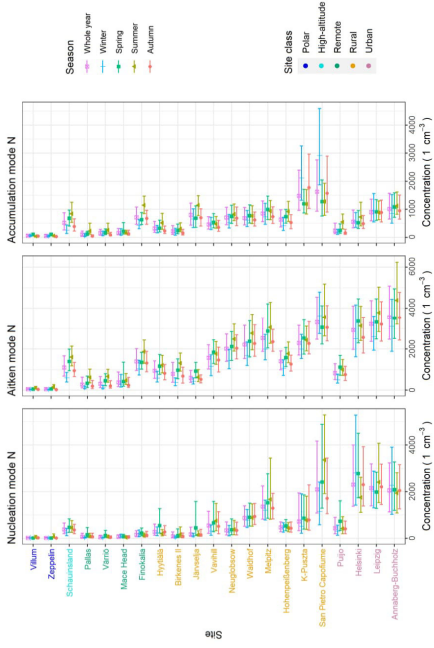 Season
Whole year
Winter
Spring
Summer
Autumn
Site class
Polar
High-altitude
Remote
Rural
Urban
Accumulation mode N
0
2000
4000
Concentration (1 cm⁻³)
Aitken mode N
0
2000
4000
6000
Concentration (1 cm⁻³)
Nucleation mode N
0
2000
4000
Concentration (1 cm⁻³)
Villum
Zeppelin
Schauinsland
Pallas
Värriö
Mace Head
Finokalia
Hyytiälä
Birkenes II
Järvselja
Vavihill
Neuglobsow
Waldhof
Melpitz
Hohenpeißenberg
K-Puszta
San Pietro Capofiume
Puijo
Helsinki
Leipzig
Annaberg-Buchholz
Site